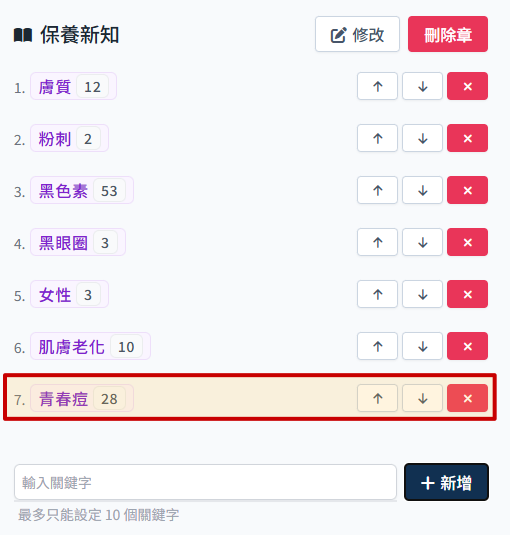 保養新知 修改 刪除章
1. 膚質 12 ↑ ↓ ×
2. 粉刺 2 ↑ ↓ ×
3. 黑色素 53 ↑ ↓ ×
4. 黑眼圈 3 ↑ ↓ ×
5. 女性 3 ↑ ↓ ×
6. 肌膚老化 10 ↑ ↓ ×
7. 青春痘 28 ↑ ↓ ×
輸入關鍵字 + 新增
最多只能設定 10 個關鍵字